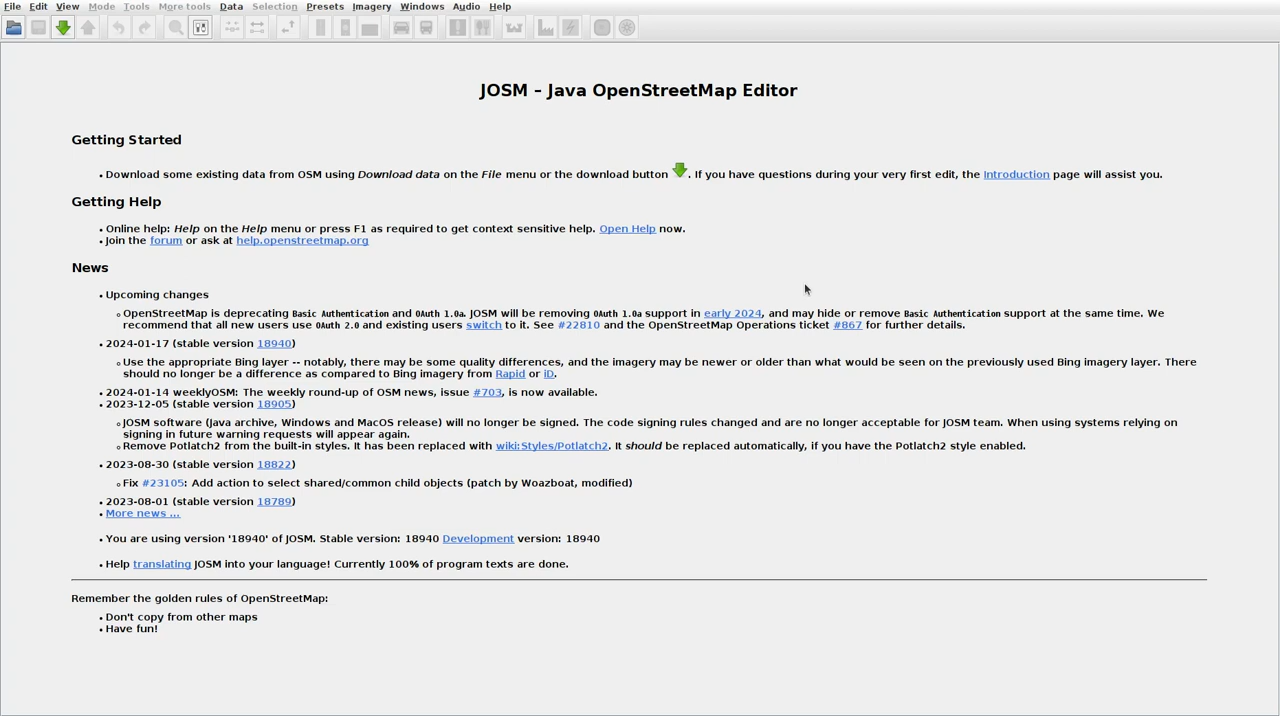 File Edit View Mode Tools More tools Data Selection Presets Imagery Windows Audio Help
JOSM – Java OpenStreetMap Editor
Getting Started
Download some existing data from OSM using Download data on the File menu or the download button . If you have questions during your very first edit, the Introduction page will assist you.
Getting Help
Online help: Help on the Help menu or press F1 as required to get context sensitive help. Open Help now.
Join the forum or ask at help.openstreetmap.org
News
Upcoming changes
OpenStreetMap is deprecating Basic Authentication and OAuth 1.0a. JOSM will be removing OAuth 1.0a support in early 2024, and may hide or remove Basic Authentication support at the same time. We
recommend that all new users use OAuth 2.0 and existing users switch to it. See #22810 and the OpenStreetMap Operations ticket #867 for further details.
2024-01-17 (stable version 18940)
Use the appropriate Bing layer -- notably, there may be some quality differences, and the imagery may be newer or older than what would be seen on the previously used Bing imagery layer. There
should no longer be a difference as compared to Bing imagery from Rapid or iD.
2024-01-14 weeklyOSM: The weekly round-up of OSM news, issue #703, is now available.
2023-12-05 (stable version 18905)
JOSM software (Java archive, Windows and MacOS release) will no longer be signed. The code signing rules changed and are no longer acceptable for JOSM team. When using systems relying on
signing in future warning requests will appear again.
Remove Potlatch2 from the built-in styles. It has been replaced with wiki:Styles/Potlatch2. It should be replaced automatically, if you have the Potlatch2 style enabled.
2023-08-30 (stable version 18822)
Fix #23105: Add action to select shared/common child objects (patch by Woazboat, modified)
2023-08-01 (stable version 18789)
More news ...
You are using version '18940' of JOSM. Stable version: 18940 Development version: 18940
Help translating JOSM into your language! Currently 100% of program texts are done.
Remember the golden rules of OpenStreetMap:
Don't copy from other maps
Have fun!